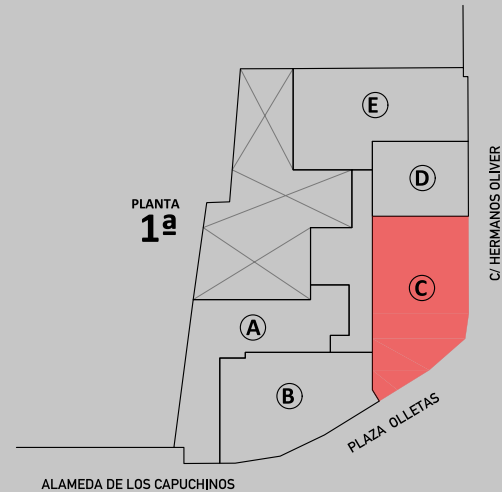 E
C/ HERMANOS OLIVER
D
PLANTA
1ª
C
A
B
PLAZA OLLETAS
ALAMEDA DE LOS CAPUCHINOS